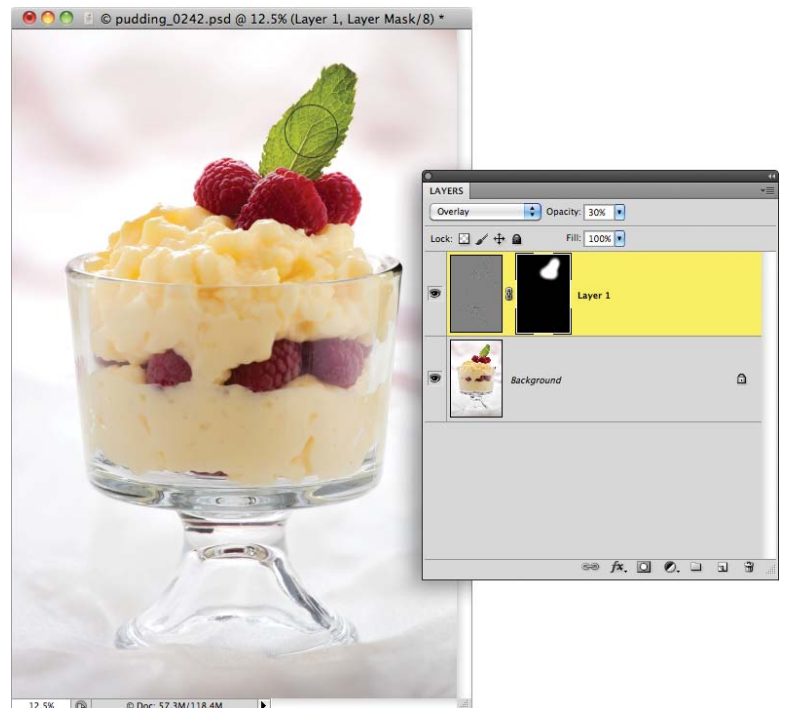 © pudding_0242.psd @ 12.5% (Layer 1, Layer Mask/8) *
LAYERS
Overlay Opacity: 30%
Lock: Fill: 100%
Layer 1
Background
fx.
12.5% © Doc: 57.3M/118.4M